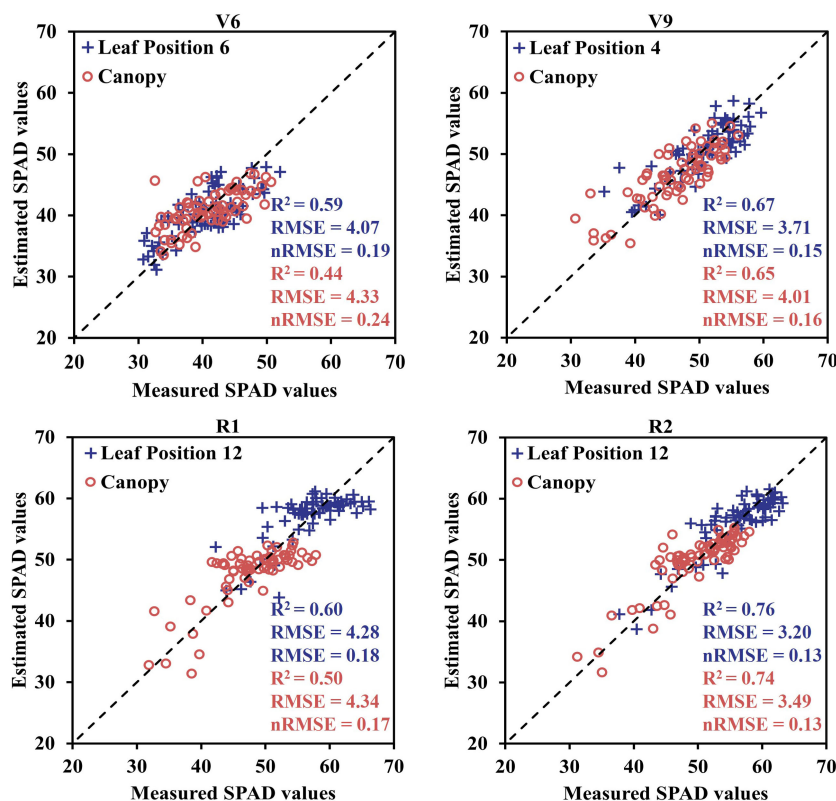 V6
70
60
50
40
30
20
20 30 40 50 60 70
Estimated SPAD values
Measured SPAD values
+ Leaf Position 6
○ Canopy
R² = 0.59
RMSE = 4.07
nRMSE = 0.19
R² = 0.44
RMSE = 4.33
nRMSE = 0.24
V9
70
60
50
40
30
20
20 30 40 50 60 70
Estimated SPAD values
Measured SPAD values
+ Leaf Position 4
○ Canopy
R² = 0.67
RMSE = 3.71
nRMSE = 0.15
R² = 0.65
RMSE = 4.01
nRMSE = 0.16
R1
70
60
50
40
30
20
20 30 40 50 60 70
Estimated SPAD values
Measured SPAD values
+ Leaf Position 12
○ Canopy
R² = 0.60
RMSE = 4.28
nRMSE = 0.18
R² = 0.50
RMSE = 4.34
nRMSE = 0.17
R2
70
60
50
40
30
20
20 30 40 50 60 70
Estimated SPAD values
Measured SPAD values
+ Leaf Position 12
○ Canopy
R² = 0.76
RMSE = 3.20
nRMSE = 0.13
R² = 0.74
RMSE = 3.49
nRMSE = 0.13